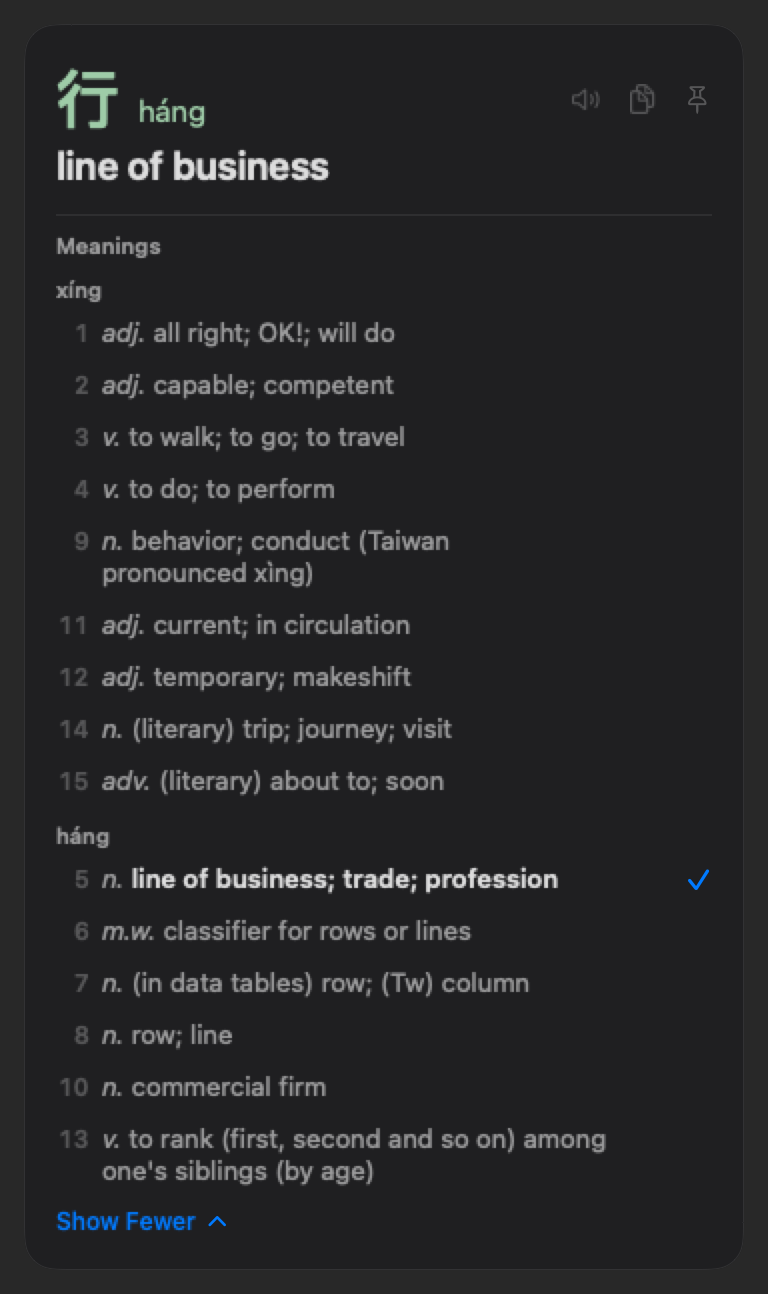 行 háng
line of business
Meanings
xíng
1 adj. all right; OK!; will do
2 adj. capable; competent
3 v. to walk; to go; to travel
4 v. to do; to perform
9 n. behavior; conduct (Taiwan
pronounced xìng)
11 adj. current; in circulation
12 adj. temporary; makeshift
14 n. (literary) trip; journey; visit
15 adv. (literary) about to; soon
háng
5 n. line of business; trade; profession
6 m.w. classifier for rows or lines
7 n. (in data tables) row; (Tw) column
8 n. row; line
10 n. commercial firm
13 v. to rank (first, second and so on) among
one's siblings (by age)
Show Fewer